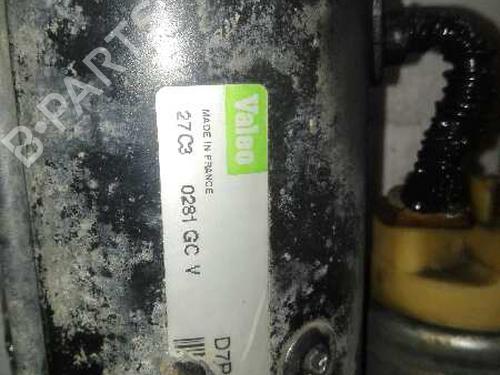 B-PARTS
Valeo
MADE IN FRANCE
27C3 0281 GC V
D7P